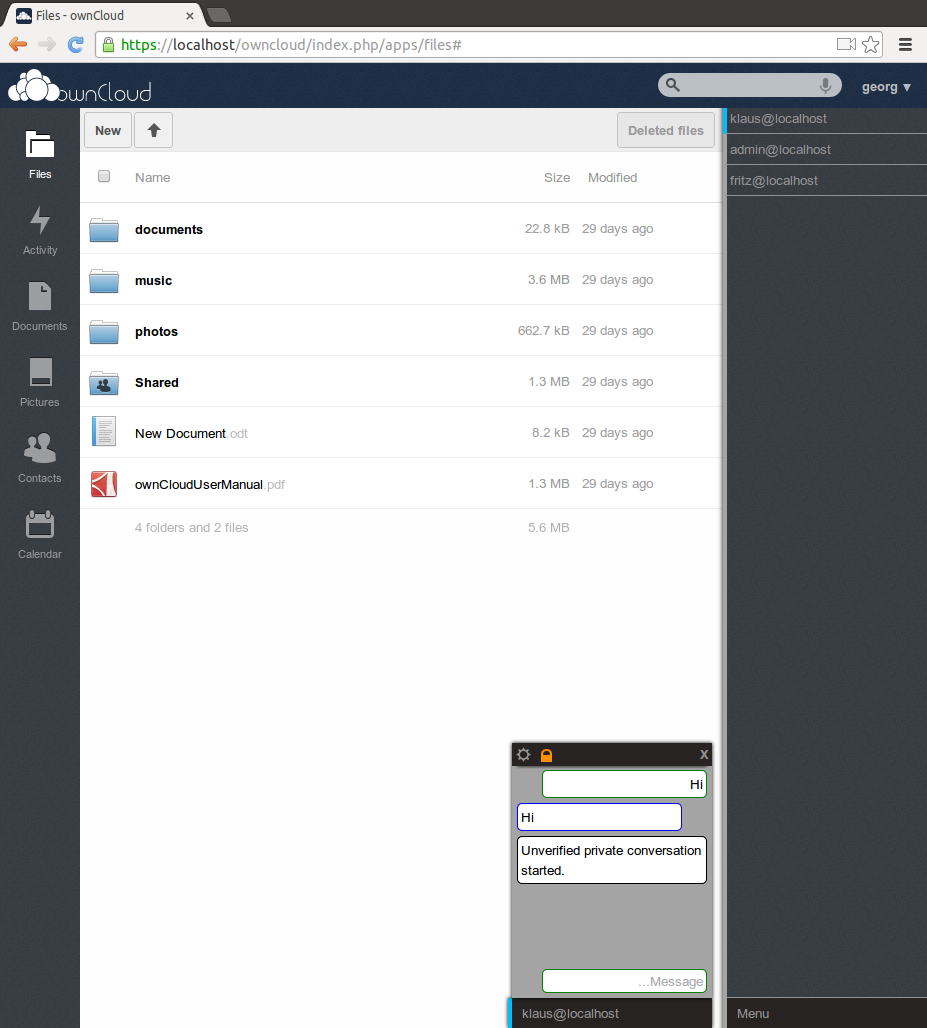 Files - ownCloud
https://localhost/owncloud/index.php/apps/files#
ownCloud
georg ▼
Files
Activity
Documents
Pictures
Contacts
Calendar
New
Deleted files
Name Size Modified
documents 22.8 kB 29 days ago
music 3.6 MB 29 days ago
photos 662.7 kB 29 days ago
Shared 1.3 MB 29 days ago
New Document.odt 8.2 kB 29 days ago
ownCloudUserManual.pdf 1.3 MB 29 days ago
4 folders and 2 files 5.6 MB
klaus@localhost
admin@localhost
fritz@localhost
X
Hi
Hi
Unverified private conversation
started.
...Message
klaus@localhost
Menu